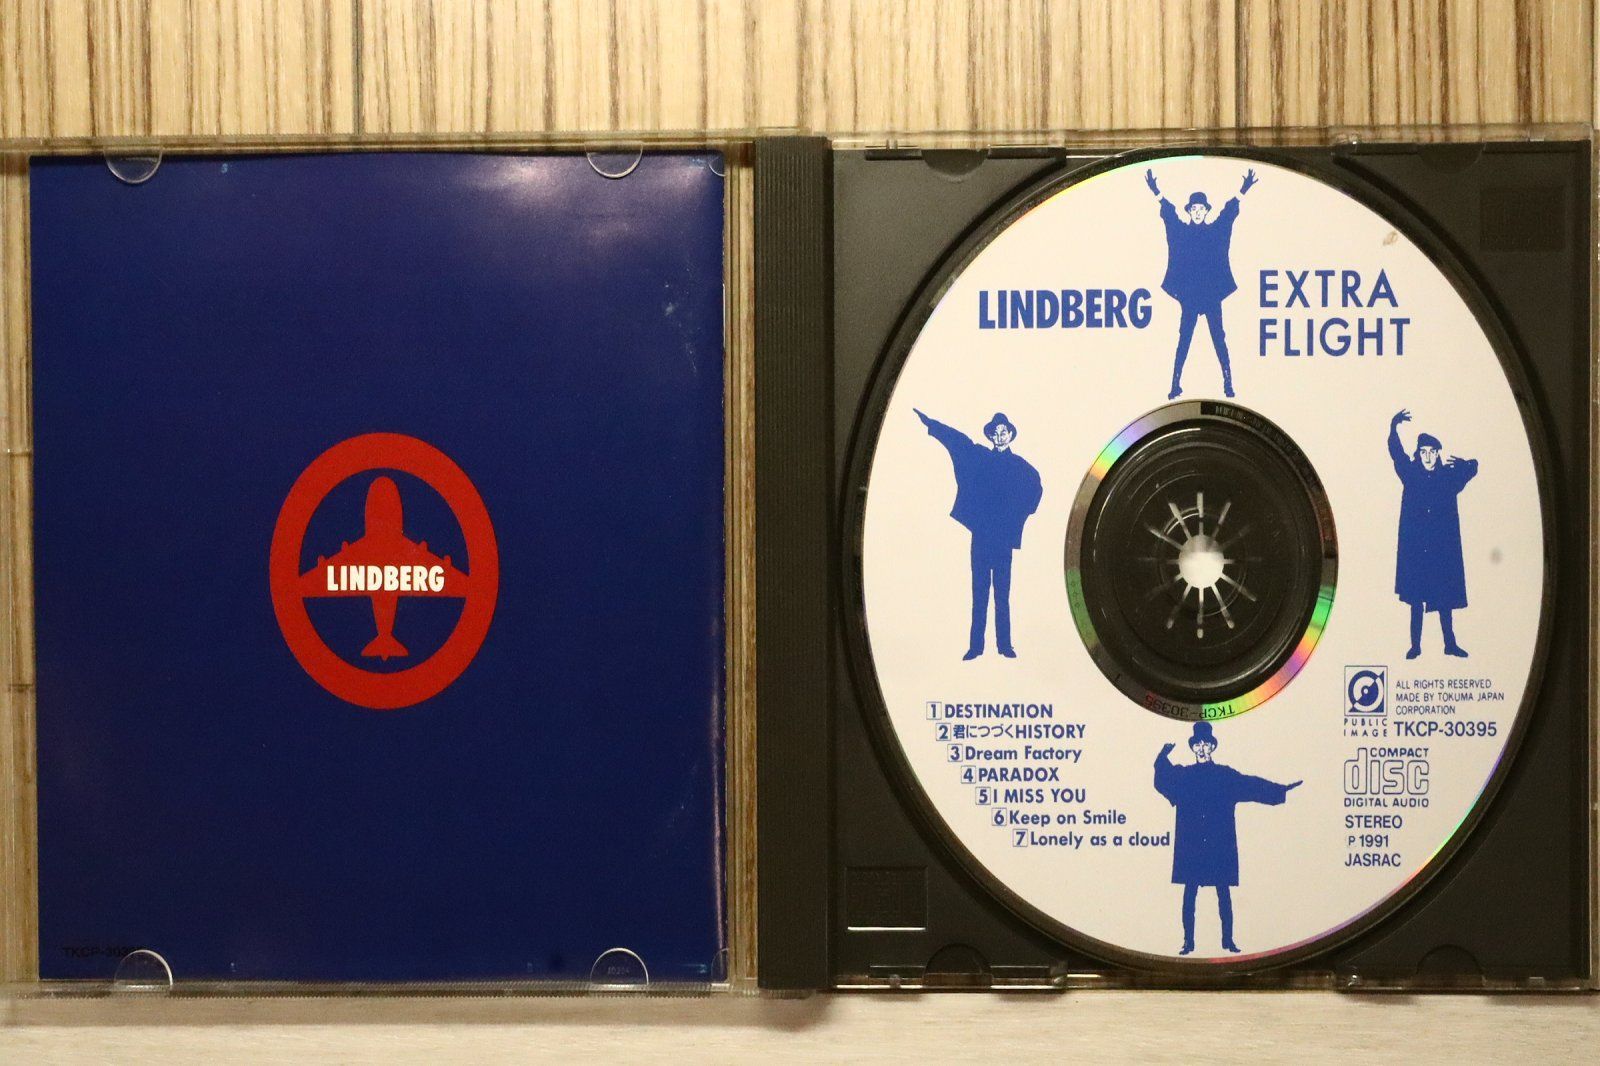 LINDBERG
LINDBERG
EXTRA
FLIGHT
1 DESTINATION
2 君につづくHISTORY
3 Dream Factory
4 PARADOX
5 I MISS YOU
6 Keep on Smile
7 Lonely as a cloud
ALL RIGHTS RESERVED
MADE BY TOKUMA JAPAN
CORPORATION
PUBLIC
IMAGE
TKCP-30395
COMPACT
disc
DIGITAL AUDIO
STEREO
P 1991
JASRAC
TKCP-30395